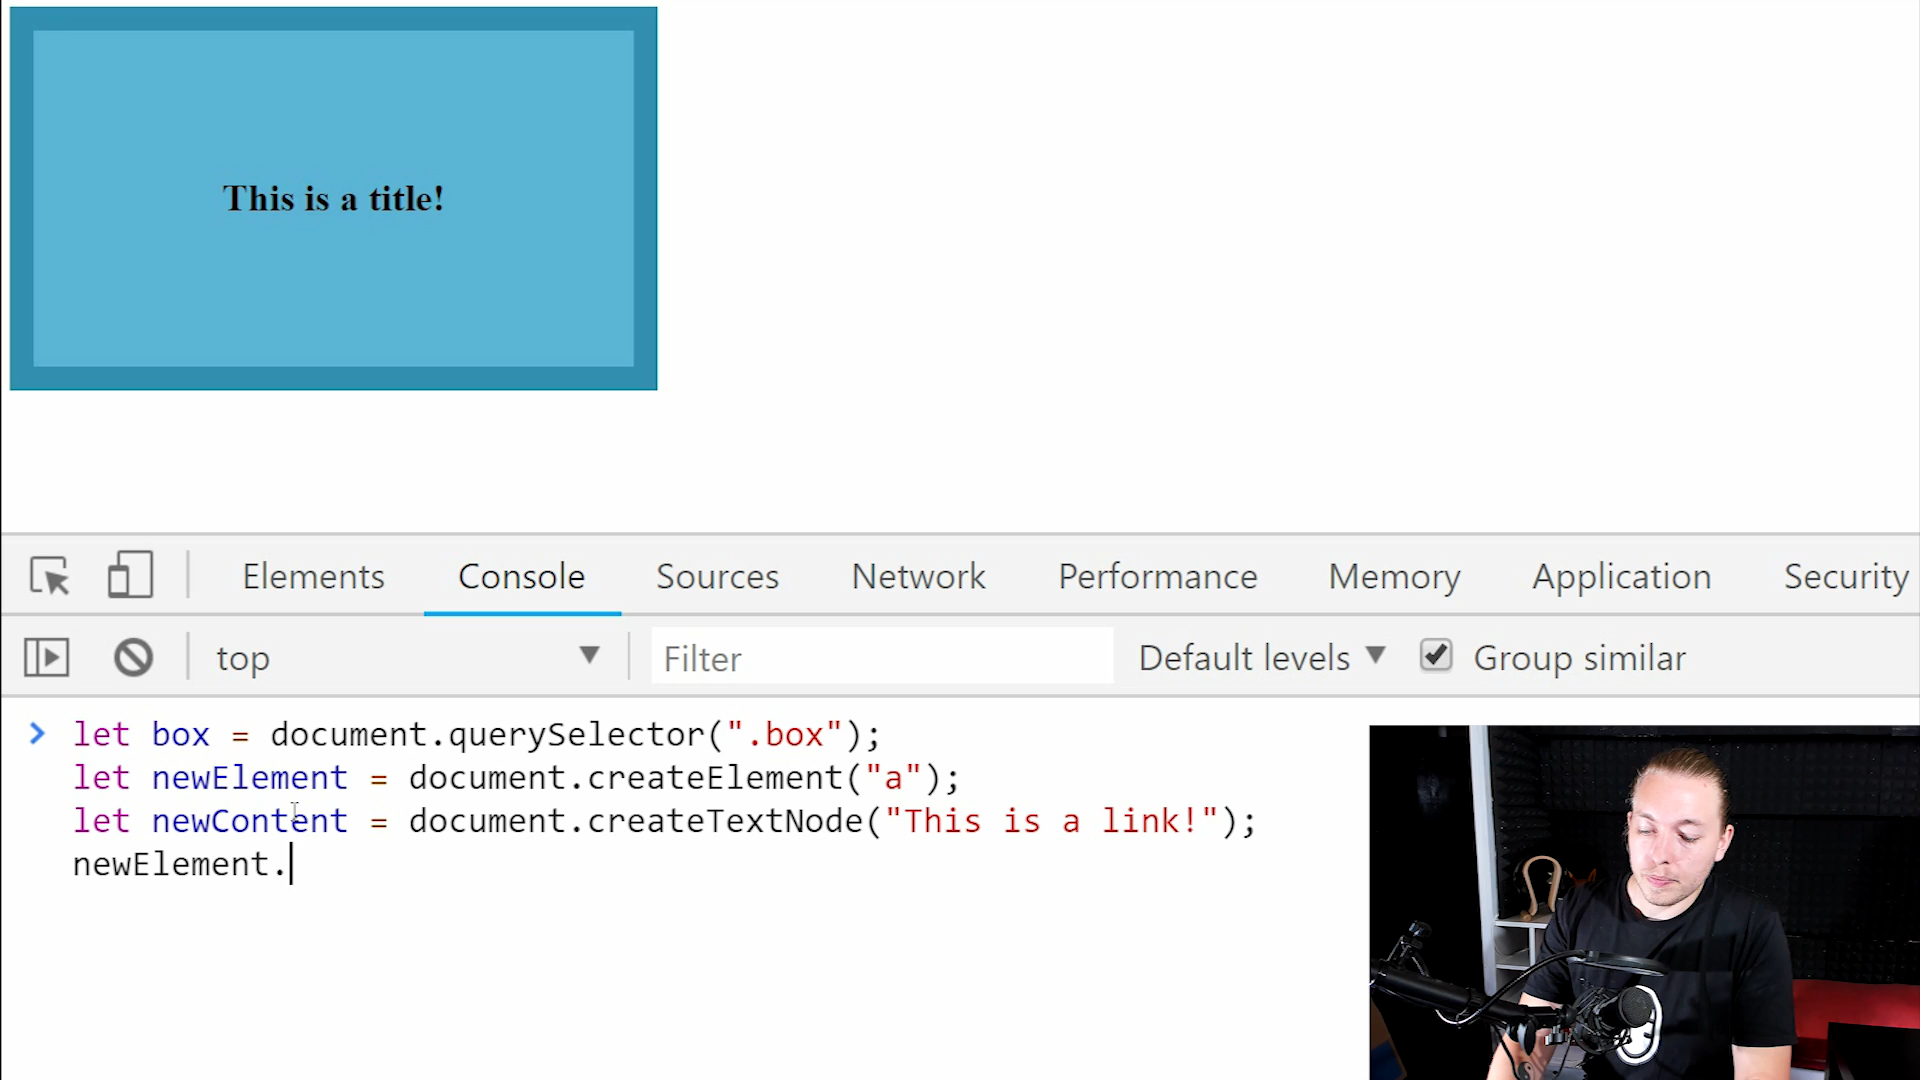 This is a title!
Elements Console Sources Network Performance Memory Application Security
top Filter Default levels Group similar
let box = document.querySelector(".box");
let newElement = document.createElement("a");
let newContent = document.createTextNode("This is a link!");
newElement.